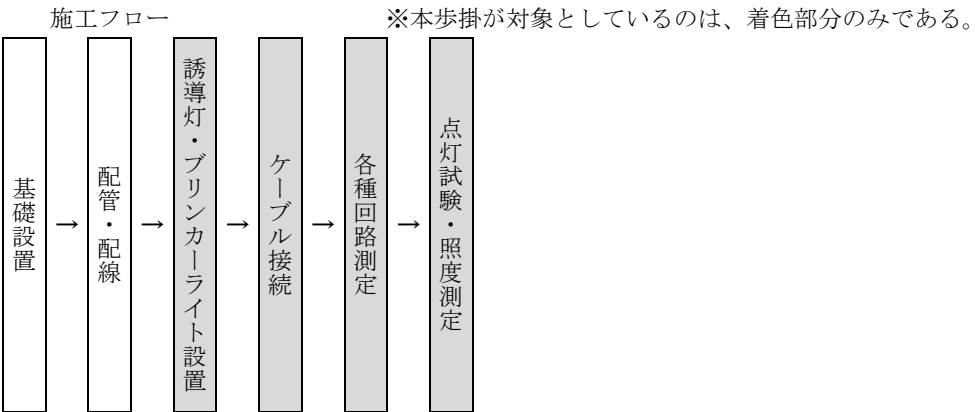 施工フロー
※本歩掛が対象としているのは、着色部分のみである。
基礎設置
→
配管・配線
→
誘導灯・ブリンカーライト設置
→
ケーブル接続
→
各種回路測定
→
点灯試験・照度測定